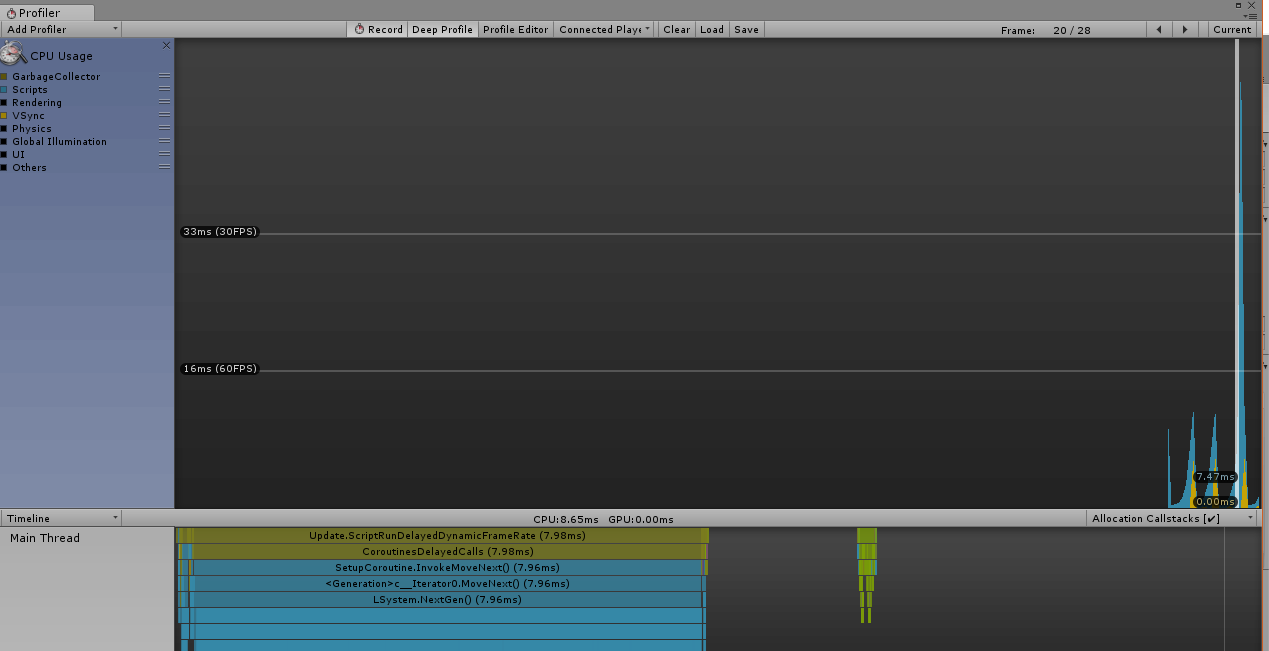 Profiler
Add Profiler Record Deep Profile Profile Editor Connected Playe Clear Load Save Frame: 20 / 28 Current
CPU Usage
GarbageCollector
Scripts
Rendering
VSync
Physics
Global Illumination
UI
Others
33ms (30FPS)
16ms (60FPS)
7.47ms
0.00ms
Timeline CPU:8.65ms GPU:0.00ms Allocation Callstacks [✔]
Main Thread
Update.ScriptRunDelayedDynamicFrameRate (7.98ms)
CoroutinesDelayedCalls (7.98ms)
SetupCoroutine.InvokeMoveNext() (7.96ms)
<Generation>c__Iterator0.MoveNext() (7.96ms)
LSystem.NextGen() (7.96ms)